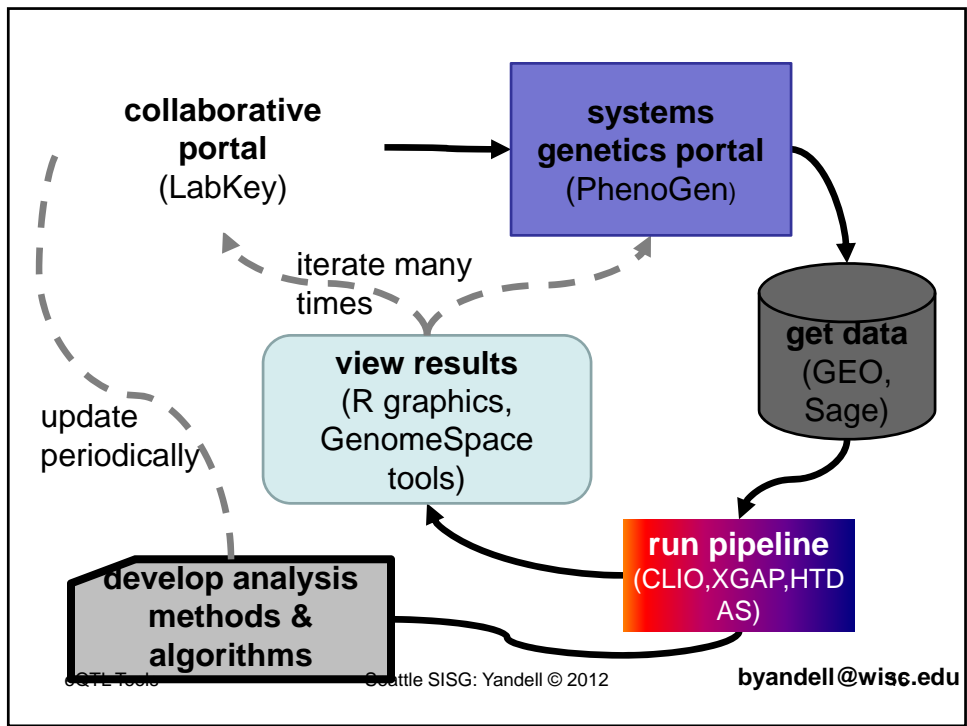 collaborative
portal
(LabKey)
systems
genetics portal
(PhenoGen)
iterate many
times
get data
(GEO,
Sage)
view results
(R graphics,
GenomeSpace
tools)
update
periodically
run pipeline
(CLIO,XGAP,HTD
AS)
develop analysis
methods &
algorithms
eQTL Tools
Seattle SISG: Yandell © 2012
byandell@wisc.edu